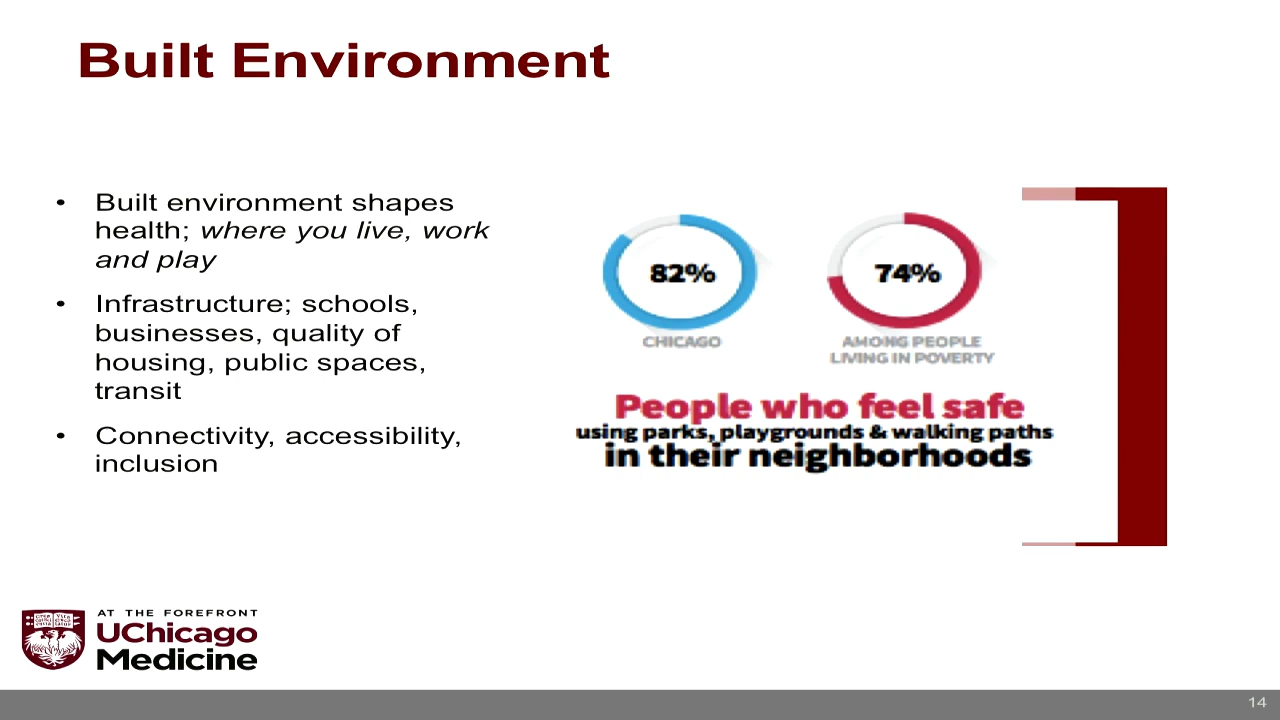 Built Environment
• Built environment shapes
health; where you live, work
and play
• Infrastructure; schools,
businesses, quality of
housing, public spaces,
transit
• Connectivity, accessibility,
inclusion
82%
CHICAGO
74%
AMONG PEOPLE
LIVING IN POVERTY
People who feel safe
using parks, playgrounds & walking paths
in their neighborhoods
AT THE FOREFRONT
UChicago
Medicine
14